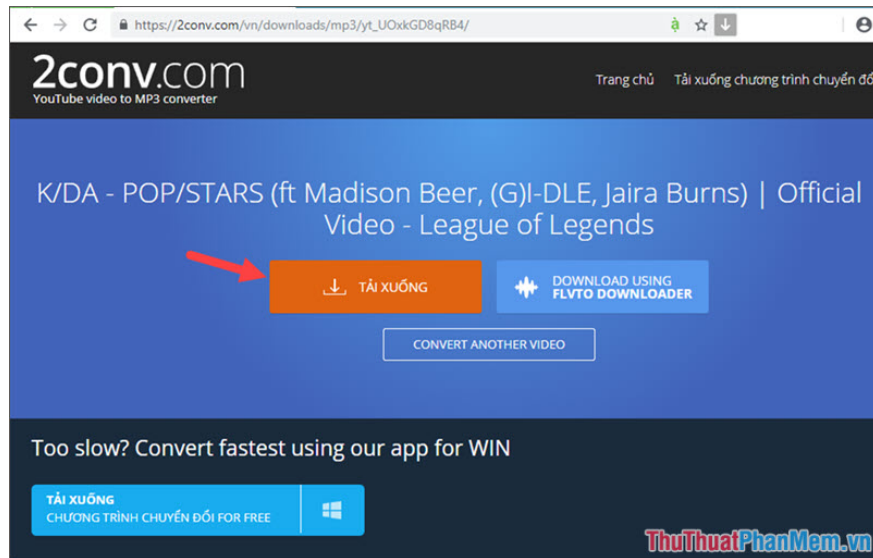 https://2conv.com/vn/downloads/mp3/yt_UOxkGD8qRB4/
2conv.com
YouTube video to MP3 converter
Trang chủ Tải xuống chương trình chuyển đổ
K/DA - POP/STARS (ft Madison Beer, (G)I-DLE, Jaira Burns) | Official
Video - League of Legends
TẢI XUỐNG
DOWNLOAD USING
FLVTO DOWNLOADER
CONVERT ANOTHER VIDEO
Too slow? Convert fastest using our app for WIN
TẢI XUỐNG
CHƯƠNG TRÌNH CHUYỂN ĐỔI FOR FREE
ThuThuatPhanMem.vn